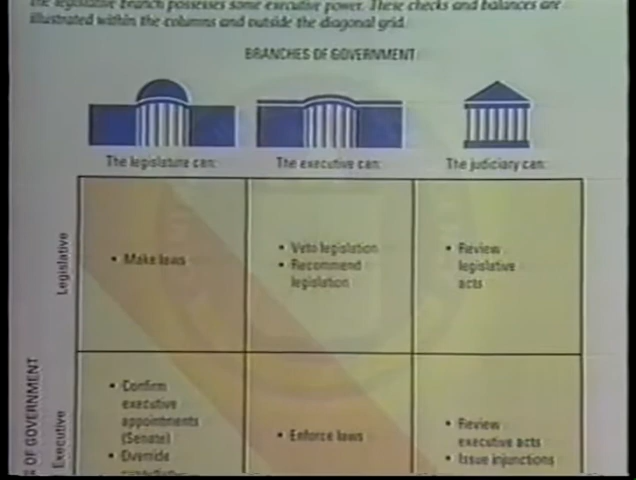 the legislative branch possesses some executive power. These checks and balances are
illustrated within the columns and outside the diagonal grid.
BRANCHES OF GOVERNMENT
The legislature can:
The executive can:
The judiciary can:
Legislative
• Make laws
• Veto legislation
• Recommend
legislation
• Review
legislative
acts
OF GOVERNMENT
Executive
• Confirm
executive
appointments
(Senate)
• Override
• Enforce laws
• Review
executive acts
• Issue injunctions